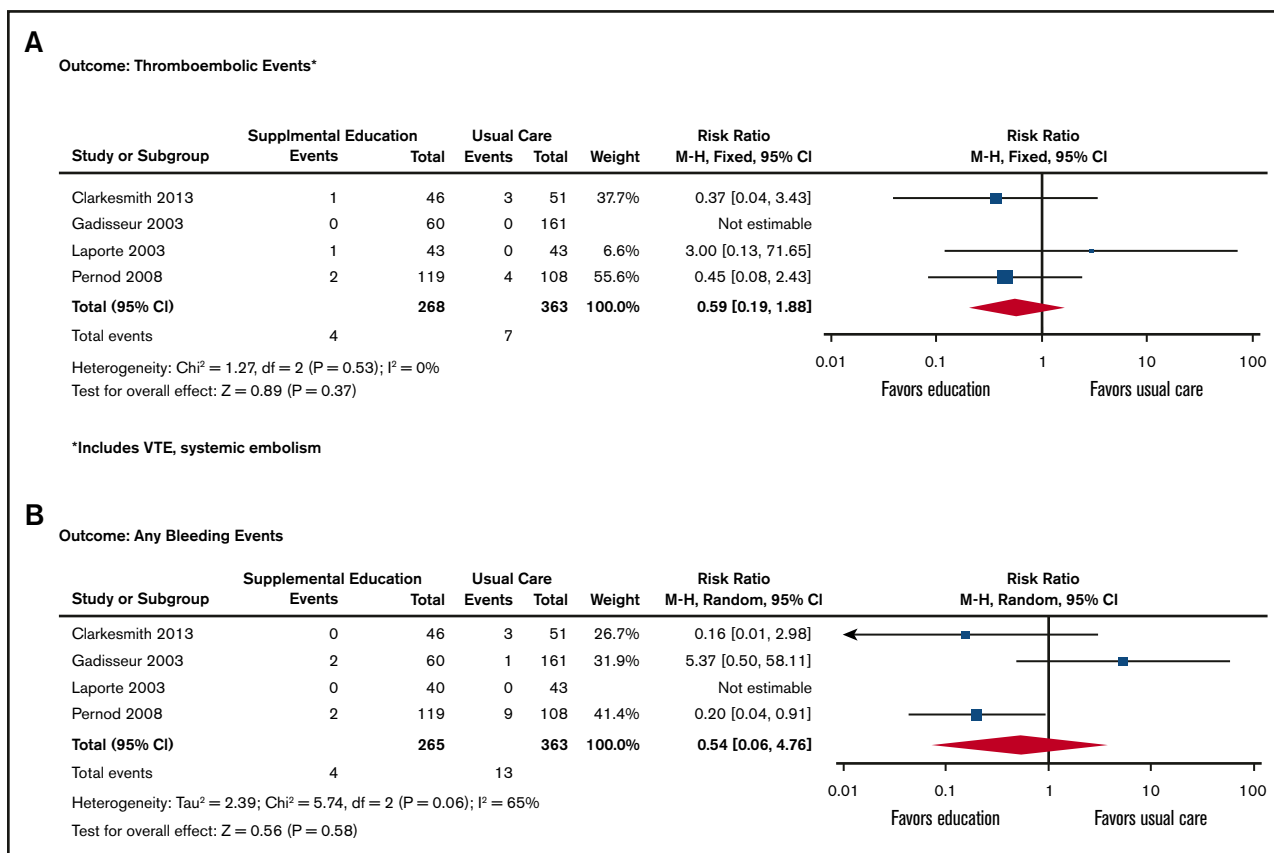 A
Outcome: Thromboembolic Events*
Supplmental Education Usual Care Risk Ratio Risk Ratio
Study or Subgroup Events Total Events Total Weight M-H, Fixed, 95% CI M-H, Fixed, 95% CI
Clarkesmith 2013 1 46 3 51 37.7% 0.37 [0.04, 3.43]
Gadisseur 2003 0 60 0 161 Not estimable
Laporte 2003 1 43 0 43 6.6% 3.00 [0.13, 71.65]
Pernod 2008 2 119 4 108 55.6% 0.45 [0.08, 2.43]
Total (95% CI) 268 363 100.0% 0.59 [0.19, 1.88]
Total events 4 7
0.01 0.1 1 10 100
Heterogeneity: Chi² = 1.27, df = 2 (P = 0.53); I² = 0%
Test for overall effect: Z = 0.89 (P = 0.37)
Favors education Favors usual care
*Includes VTE, systemic embolism
B
Outcome: Any Bleeding Events
Supplemental Education Usual Care Risk Ratio Risk Ratio
Study or Subgroup Events Total Events Total Weight M-H, Random, 95% CI M-H, Random, 95% CI
Clarkesmith 2013 0 46 3 51 26.7% 0.16 [0.01, 2.98]
Gadisseur 2003 2 60 1 161 31.9% 5.37 [0.50, 58.11]
Laporte 2003 0 40 0 43 Not estimable
Pernod 2008 2 119 9 108 41.4% 0.20 [0.04, 0.91]
Total (95% CI) 265 363 100.0% 0.54 [0.06, 4.76]
Total events 4 13
0.01 0.1 1 10 100
Heterogeneity: Tau² = 2.39; Chi² = 5.74, df = 2 (P = 0.06); I² = 65%
Favors education Favors usual care
Test for overall effect: Z = 0.56 (P = 0.58)